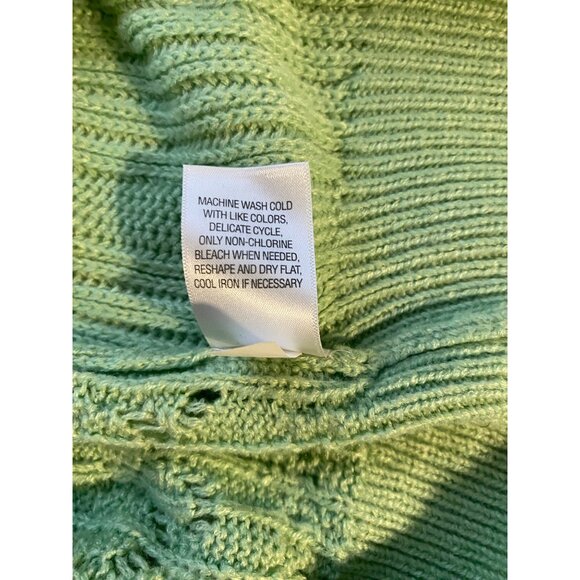 MACHINE WASH COLD
WITH LIKE COLORS,
DELICATE CYCLE,
ONLY NON-CHLORINE
BLEACH WHEN NEEDED,
RESHAPE AND DRY FLAT,
COOL IRON IF NECESSARY